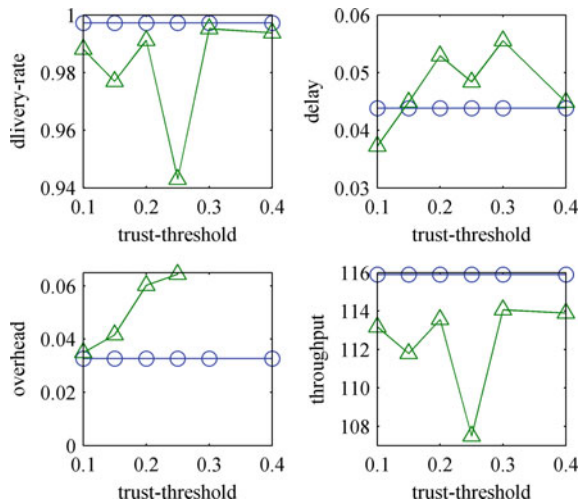 1
0.98
0.96
0.94
dlivery-rate
0.1 0.2 0.3 0.4
trust-threshold
0.06
0.05
0.04
0.03
delay
0.1 0.2 0.3 0.4
trust-threshold
0.06
0.04
0.02
0
overhead
0.1 0.2 0.3 0.4
trust-threshold
116
114
112
110
108
throughput
0.1 0.2 0.3 0.4
trust-threshold